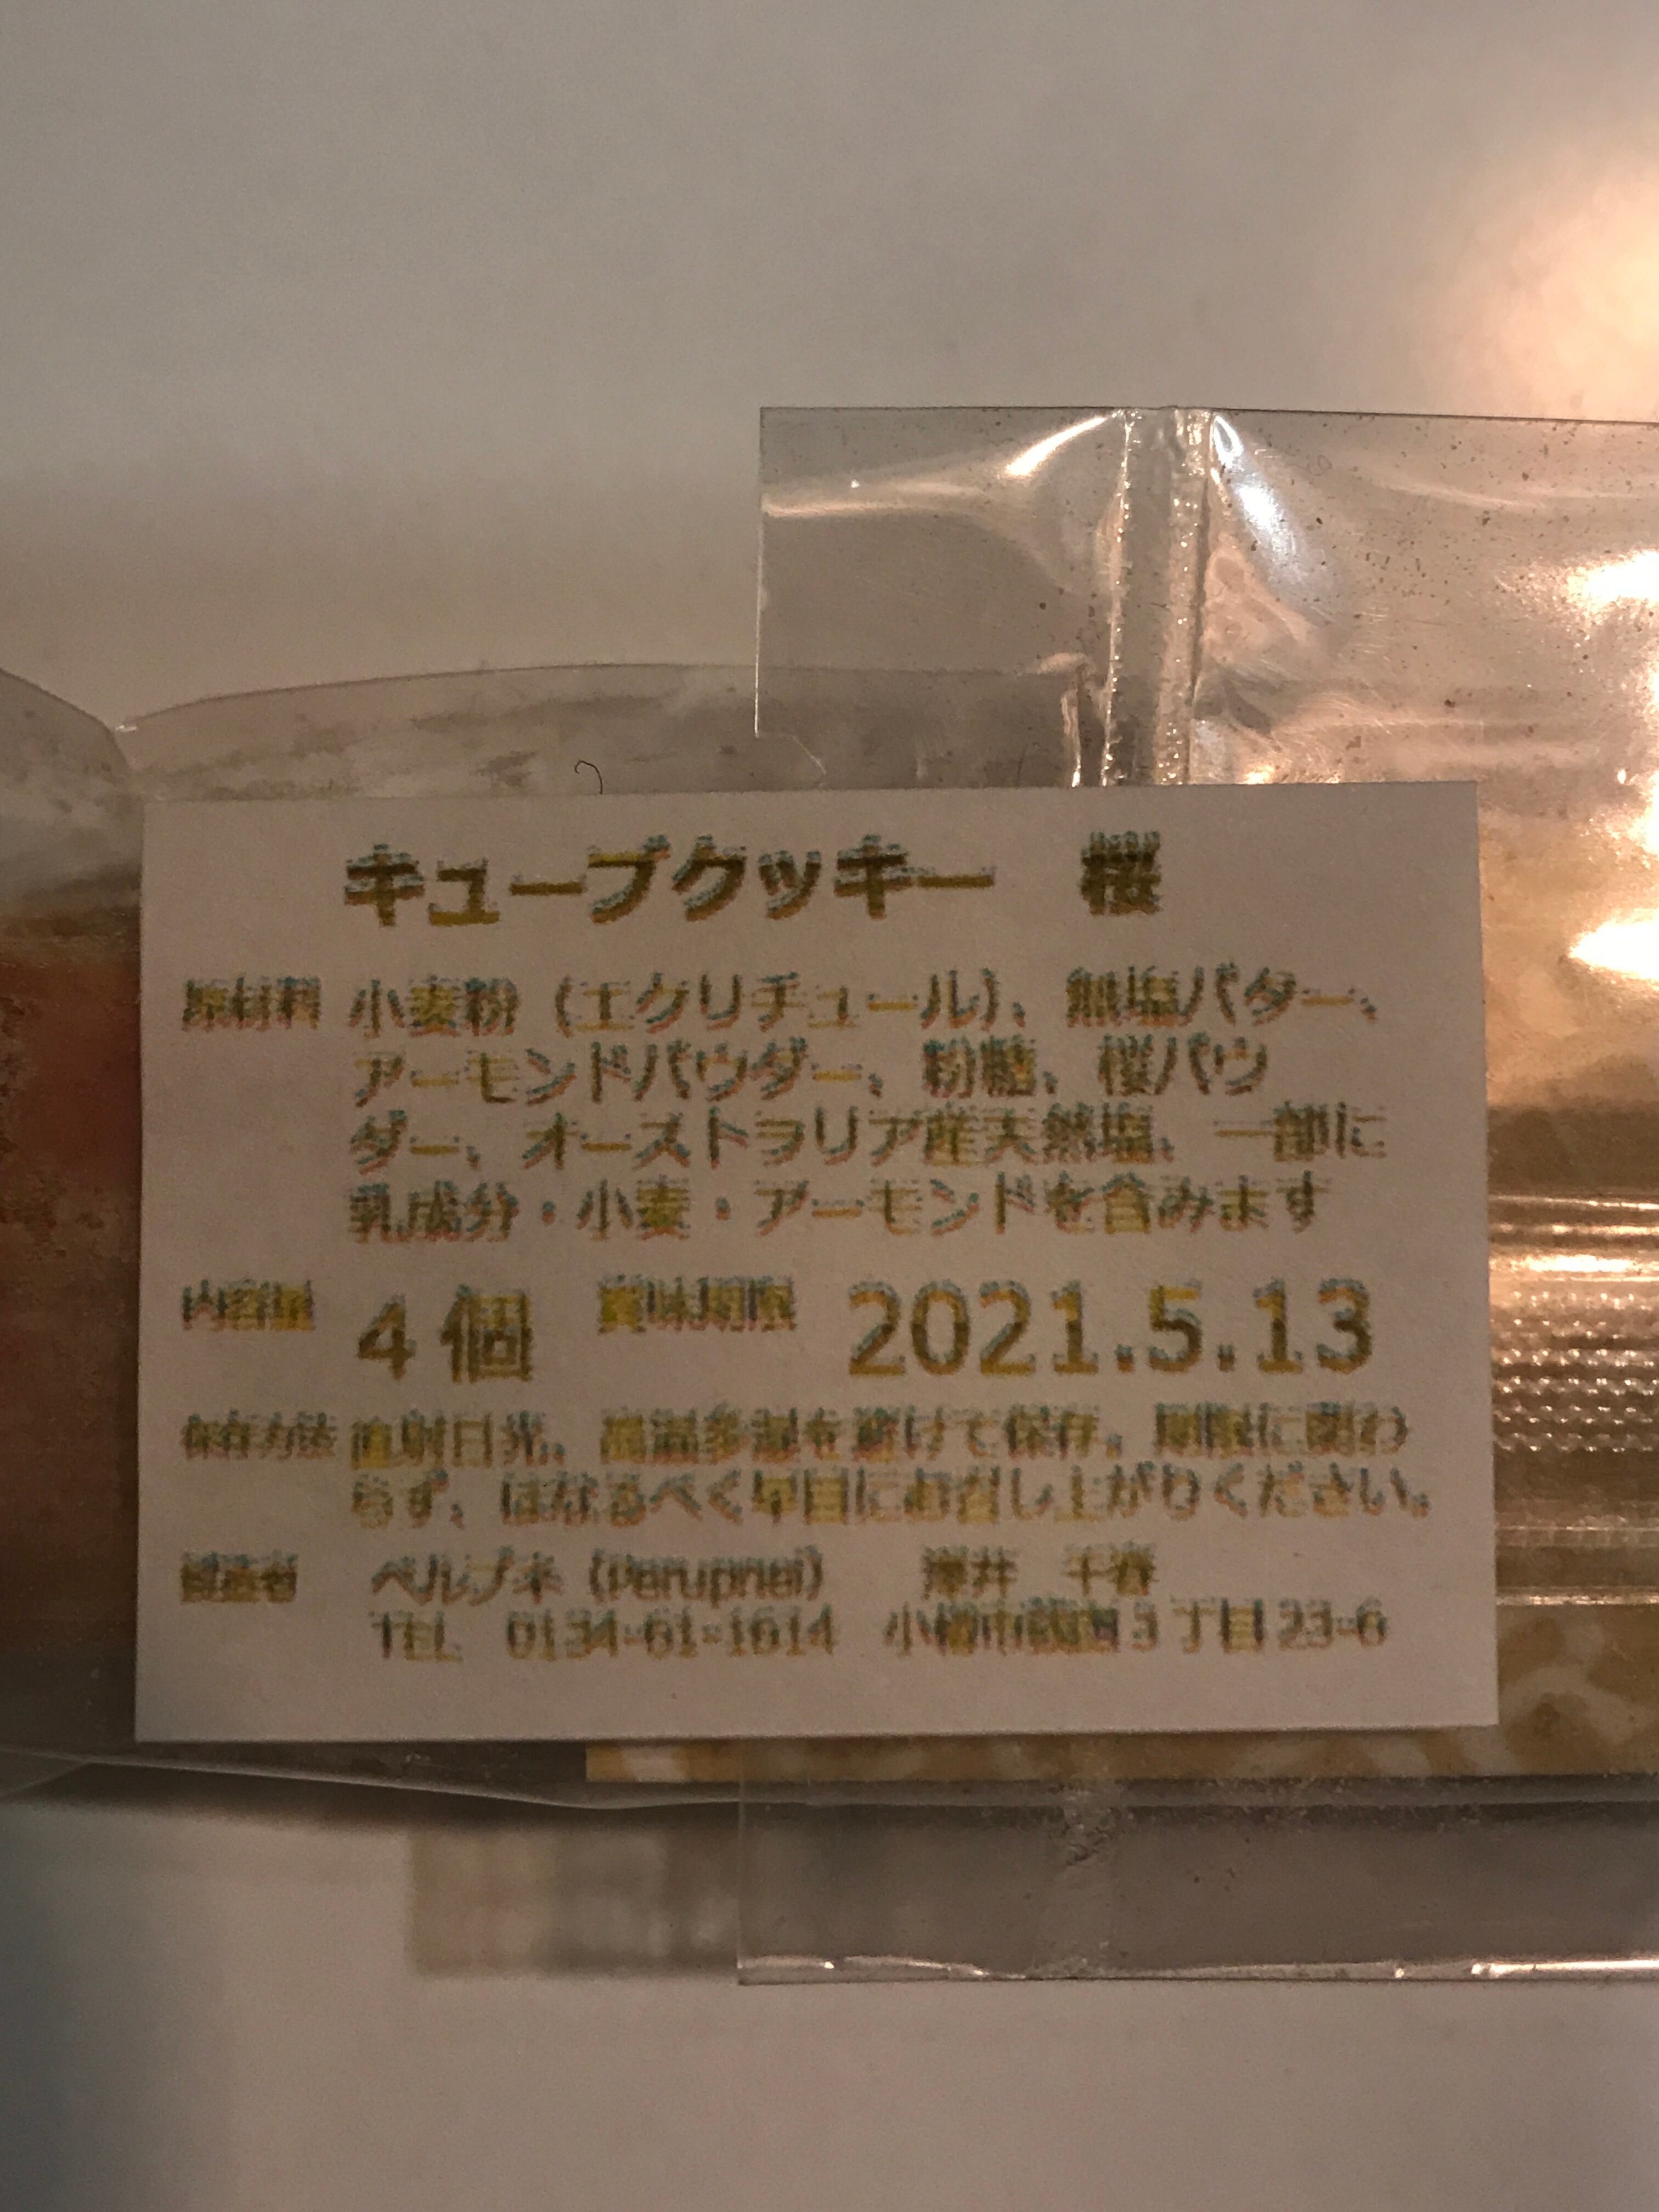 キューブクッキー 桜
原材料 小麦粉（エクリチュール）、無塩バター、
アーモンドパウダー、粉糖、桜パウ
ダー、オーストラリア産天然塩、一部に
乳成分・小麦・アーモンドを含みます
内容量 4個 賞味期限 2021.5.13
保存方法 直射日光、高温多湿を避けて保存。期限に関わ
らず、はなるべく早目にお召し上がりください。
製造者 ペルプネ（Perupnei） 澤井 千春
TEL 0134-61-1614 小樽市銭函3丁目23-6